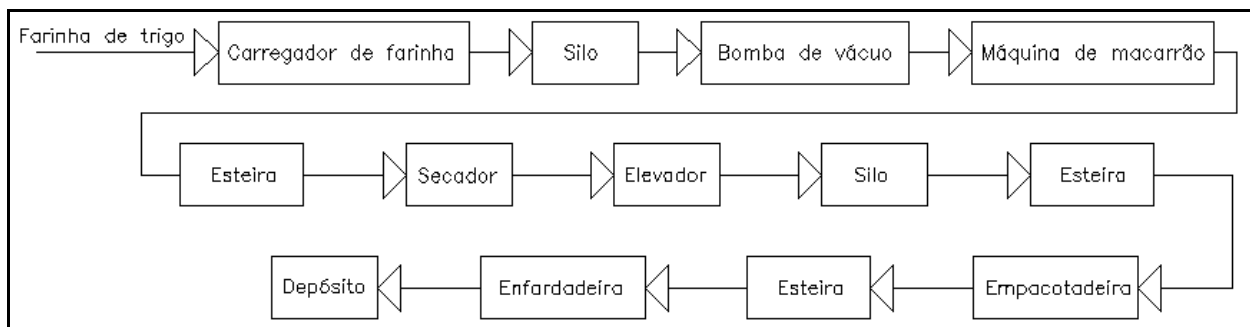 Farinha de trigo
Carregador de farinha
Silo
Bomba de vácuo
Máquina de macarrão
Esteira
Secador
Elevador
Silo
Esteira
Empacotadeira
Esteira
Enfardadeira
Depósito